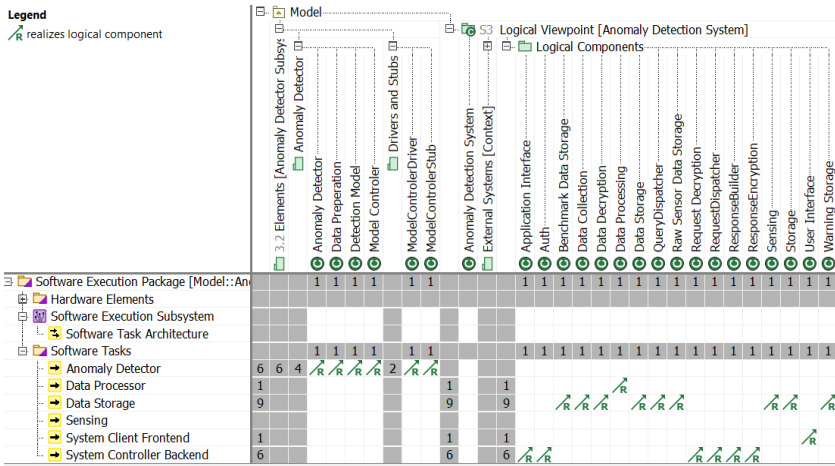 Legend
realizes logical component
Model
S3 Logical Viewpoint [Anomaly Detection System]
Logical Components
3.2 Elements [Anomaly Detector Subsys
Anomaly Detector
Anomaly Detector
Data Preperation
Detection Model
Model Controler
Drivers and Stubs
ModelControlerDriver
ModelControlerStub
Anomaly Detection System
External Systems [Context]
Application Interface
Auth
Benchmark Data Storage
Data Collection
Data Decryption
Data Processing
Data Storage
QueryDispatcher
Raw Sensor Data Storage
Request Decryption
RequestDispatcher
ResponseBuilder
ResponseEncryption
Sensing
Storage
User Interface
Warning Storage
Software Execution Package [Model::An 1 1 1 1 1 1 1 1 1 1 1 1 1 1 1 1 1 1 1 1 1 1 1
Hardware Elements
Software Execution Subsystem
Software Task Architecture
Software Tasks 1 1 1 1 1 1 1 1 1 1 1 1 1 1 1 1 1 1 1 1 1 1 1
Anomaly Detector 6 6 4 2
Data Processor 1 1 1
Data Storage 9 9 9
Sensing
System Client Frontend 1 1 1
System Controller Backend 6 6 6